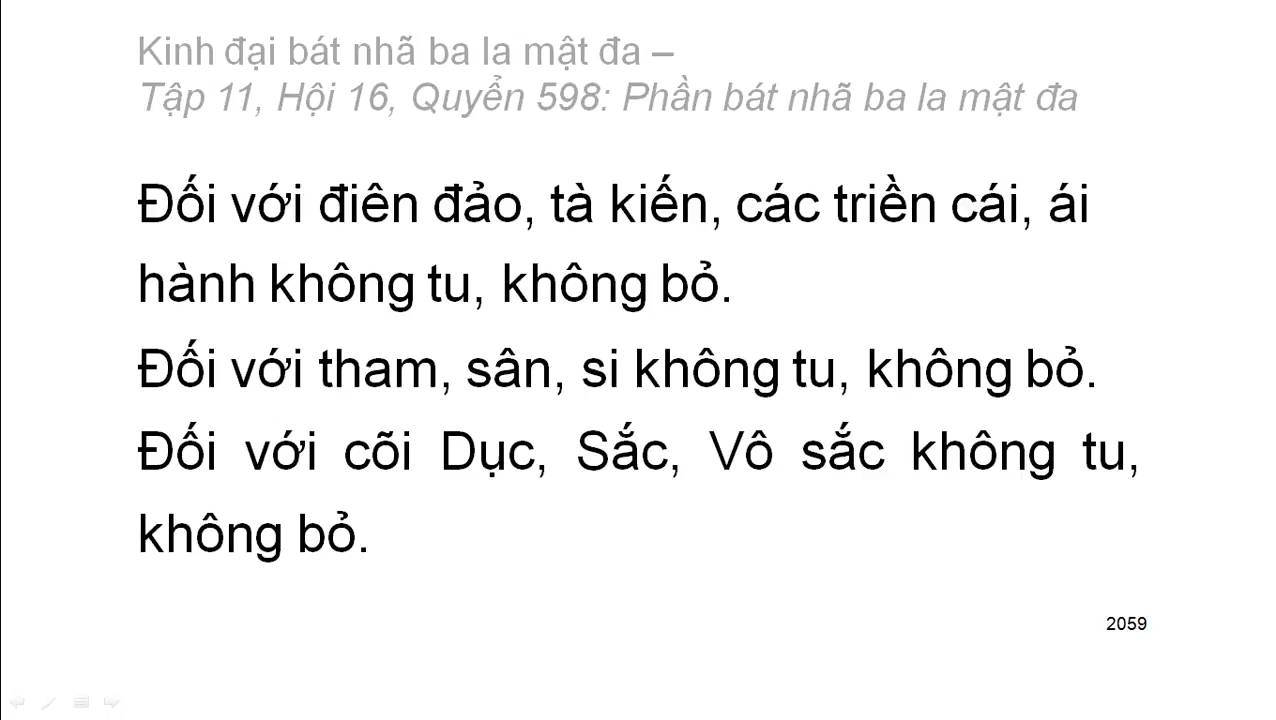 Kinh đại bát nhã ba la mật đa –
Tập 11, Hội 16, Quyển 598: Phần bát nhã ba la mật đa
Đối với điên đảo, tà kiến, các triền cái, ái
hành không tu, không bỏ.
Đối với tham, sân, si không tu, không bỏ.
Đối với cõi Dục, Sắc, Vô sắc không tu,
không bỏ.
2059